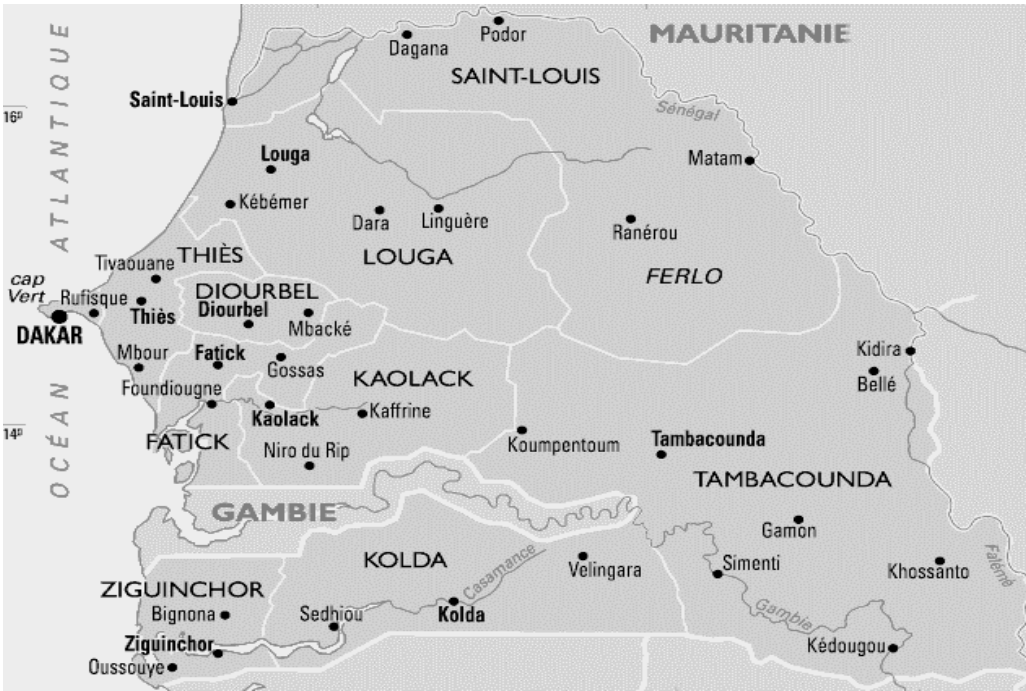 Podor
Dagana
MAURITANIE
SAINT-LOUIS
OCÉAN ATLANTIQUE
Saint-Louis
16º
Sénégal
Louga
Matam
Kébémer
Dara
Linguère
Ranérou
THIÈS
LOUGA
Tivaouane
FERLO
cap
Vert
Rufisque
DIOURBEL
Diourbel
Thiès
Mbacké
DAKAR
Mbour
Fatick
Gossas
Kidira
KAOLACK
Bellé
Foundiougne
Kaolack
Kaffrine
14º
FATICK
Niro du Rip
Koumpentoum
Tambacounda
TAMBACOUNDA
GAMBIE
Gamon
KOLDA
Casamance
Velingara
Simenti
Khossanto
Falémé
ZIGUINCHOR
Bignona
Sedhiou
Kolda
Gambie
Ziguinchor
Kédougou
Oussouye